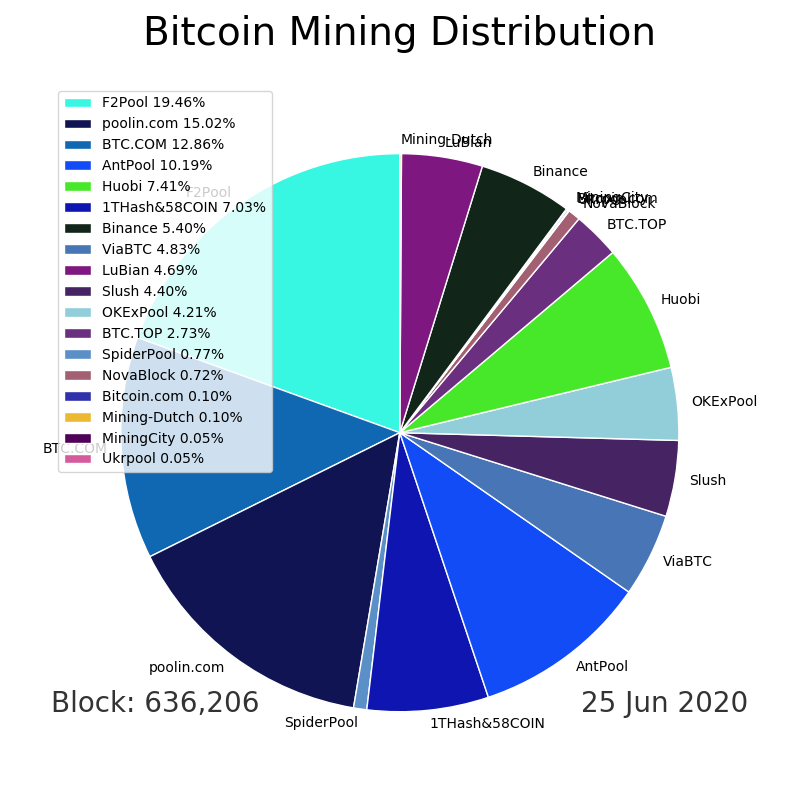 Bitcoin Mining Distribution
F2Pool 19.46%
poolin.com 15.02%
BTC.COM 12.86%
AntPool 10.19%
Huobi 7.41%
1THash&58COIN 7.03%
Binance 5.40%
ViaBTC 4.83%
LuBian 4.69%
Slush 4.40%
OKExPool 4.21%
BTC.TOP 2.73%
SpiderPool 0.77%
NovaBlock 0.72%
Bitcoin.com 0.10%
Mining-Dutch 0.10%
MiningCity 0.05%
Ukrpool 0.05%
Mining-Dutch
LuBian
Binance
MiningCity
NovaBlock
BTC.TOP
Huobi
OKExPool
Slush
ViaBTC
AntPool
1THash&58COIN
SpiderPool
poolin.com
BTC.COM
F2Pool
Block: 636,206
25 Jun 2020